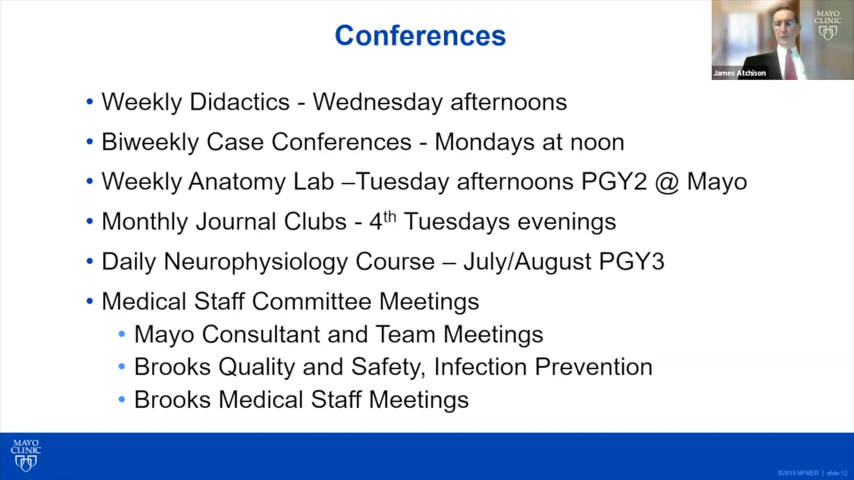 Conferences
MAYO
CLINIC
James Atchison
• Weekly Didactics - Wednesday afternoons
• Biweekly Case Conferences - Mondays at noon
• Weekly Anatomy Lab –Tuesday afternoons PGY2 @ Mayo
• Monthly Journal Clubs - 4th Tuesdays evenings
• Daily Neurophysiology Course – July/August PGY3
• Medical Staff Committee Meetings
• Mayo Consultant and Team Meetings
• Brooks Quality and Safety, Infection Prevention
• Brooks Medical Staff Meetings
MAYO
CLINIC
©2015 MFMER | slide-12